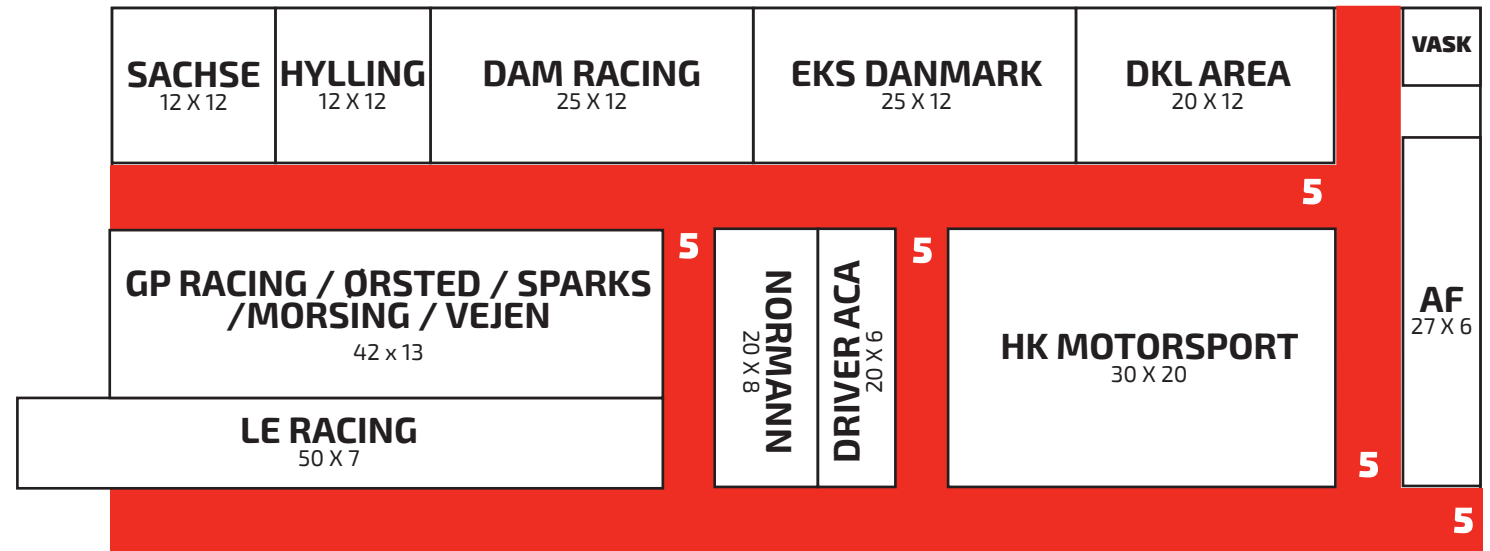 SACHSE
12 X 12
HYLLING
12 X 12
DAM RACING
25 X 12
EKS DANMARK
25 X 12
DKL AREA
20 X 12
VASK
5
GP RACING / ØRSTED / SPARKS
/MORSING / VEJEN
42 x 13
5
NORMANN
20 X 8
DRIVER ACA
20 X 6
5
HK MOTORSPORT
30 X 20
AF
27 X 6
LE RACING
50 X 7
5
5